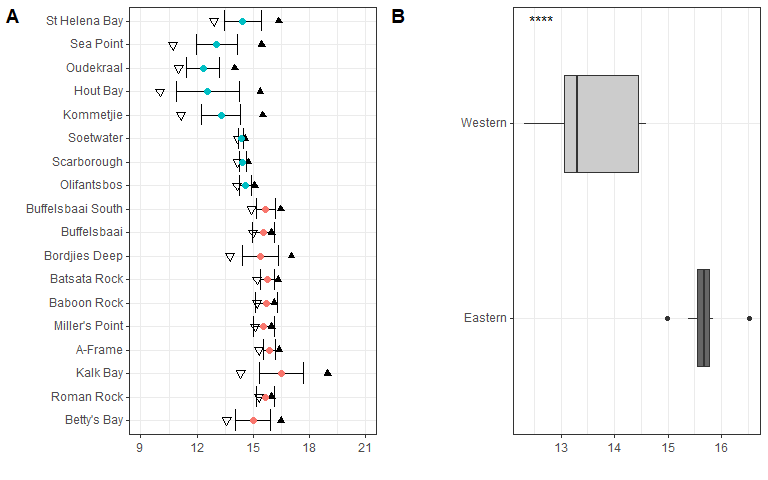 A
St Helena Bay
Sea Point
Oudekraal
Hout Bay
Kommetjie
Soetwater
Scarborough
Olifantsbos
Buffelsbaai South
Buffelsbaai
Bordjies Deep
Batsata Rock
Baboon Rock
Miller's Point
A-Frame
Kalk Bay
Roman Rock
Betty's Bay
9 12 15 18 21
B
****
Western
Eastern
13 14 15 16